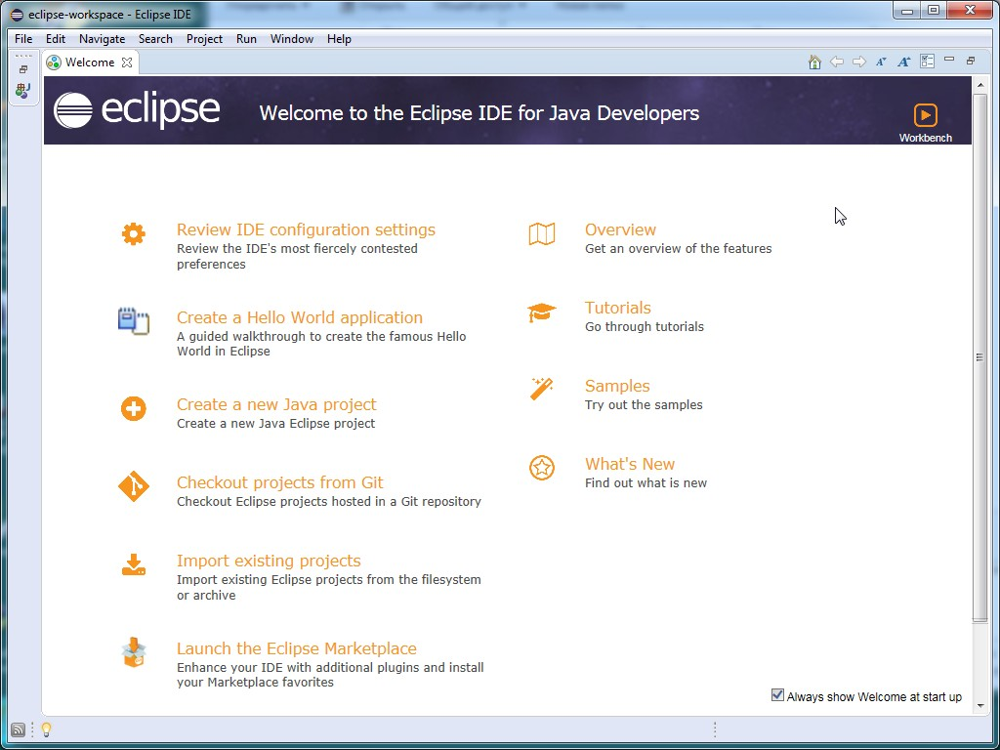 eclipse-workspace - Eclipse IDE
File Edit Navigate Search Project Run Window Help
Welcome
eclipse
Welcome to the Eclipse IDE for Java Developers
Workbench
Review IDE configuration settings
Review the IDE's most fiercely contested
preferences
Create a Hello World application
A guided walkthrough to create the famous Hello
World in Eclipse
Create a new Java project
Create a new Java Eclipse project
Checkout projects from Git
Checkout Eclipse projects hosted in a Git repository
Import existing projects
Import existing Eclipse projects from the filesystem
or archive
Launch the Eclipse Marketplace
Enhance your IDE with additional plugins and install
your Marketplace favorites
Overview
Get an overview of the features
Tutorials
Go through tutorials
Samples
Try out the samples
What's New
Find out what is new
Always show Welcome at start up